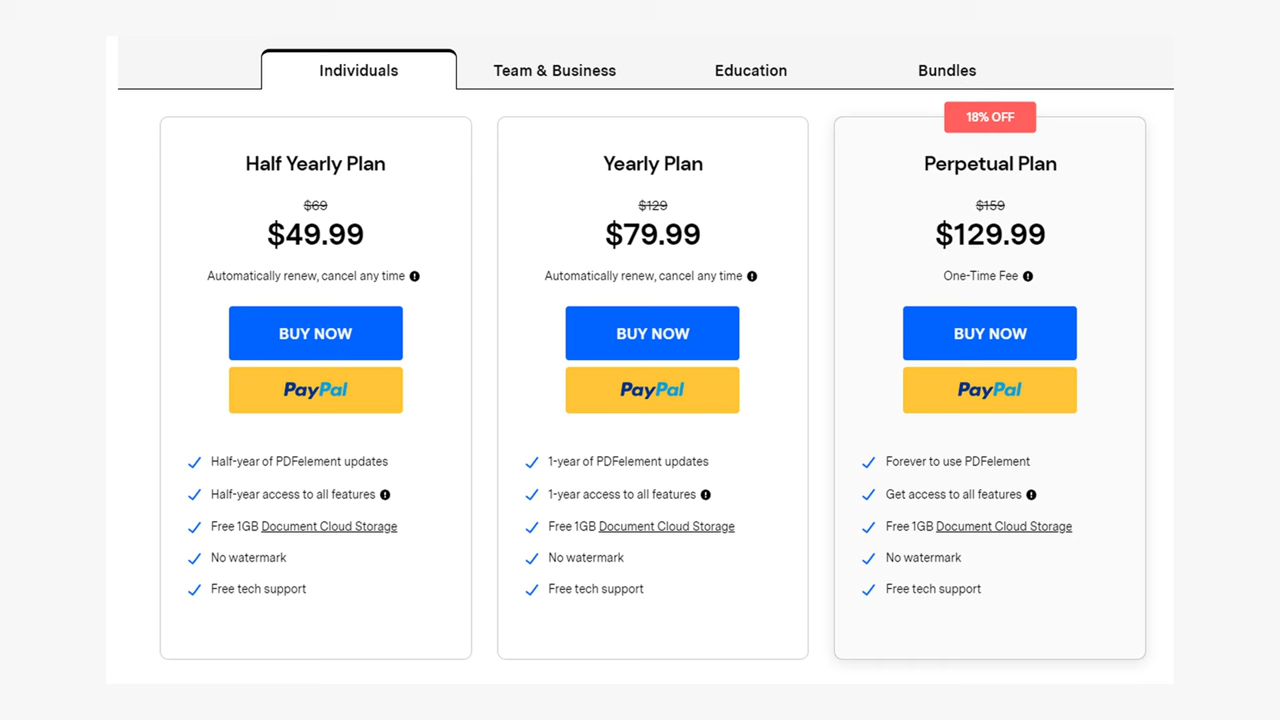 Individuals
Team & Business
Education
Bundles
Half Yearly Plan
$69
$49.99
Automatically renew, cancel any time
BUY NOW
PayPal
Half-year of PDFelement updates
Half-year access to all features
Free 1GB Document Cloud Storage
No watermark
Free tech support
Yearly Plan
$129
$79.99
Automatically renew, cancel any time
BUY NOW
PayPal
1-year of PDFelement updates
1-year access to all features
Free 1GB Document Cloud Storage
No watermark
Free tech support
18% OFF
Perpetual Plan
$159
$129.99
One-Time Fee
BUY NOW
PayPal
Forever to use PDFelement
Get access to all features
Free 1GB Document Cloud Storage
No watermark
Free tech support